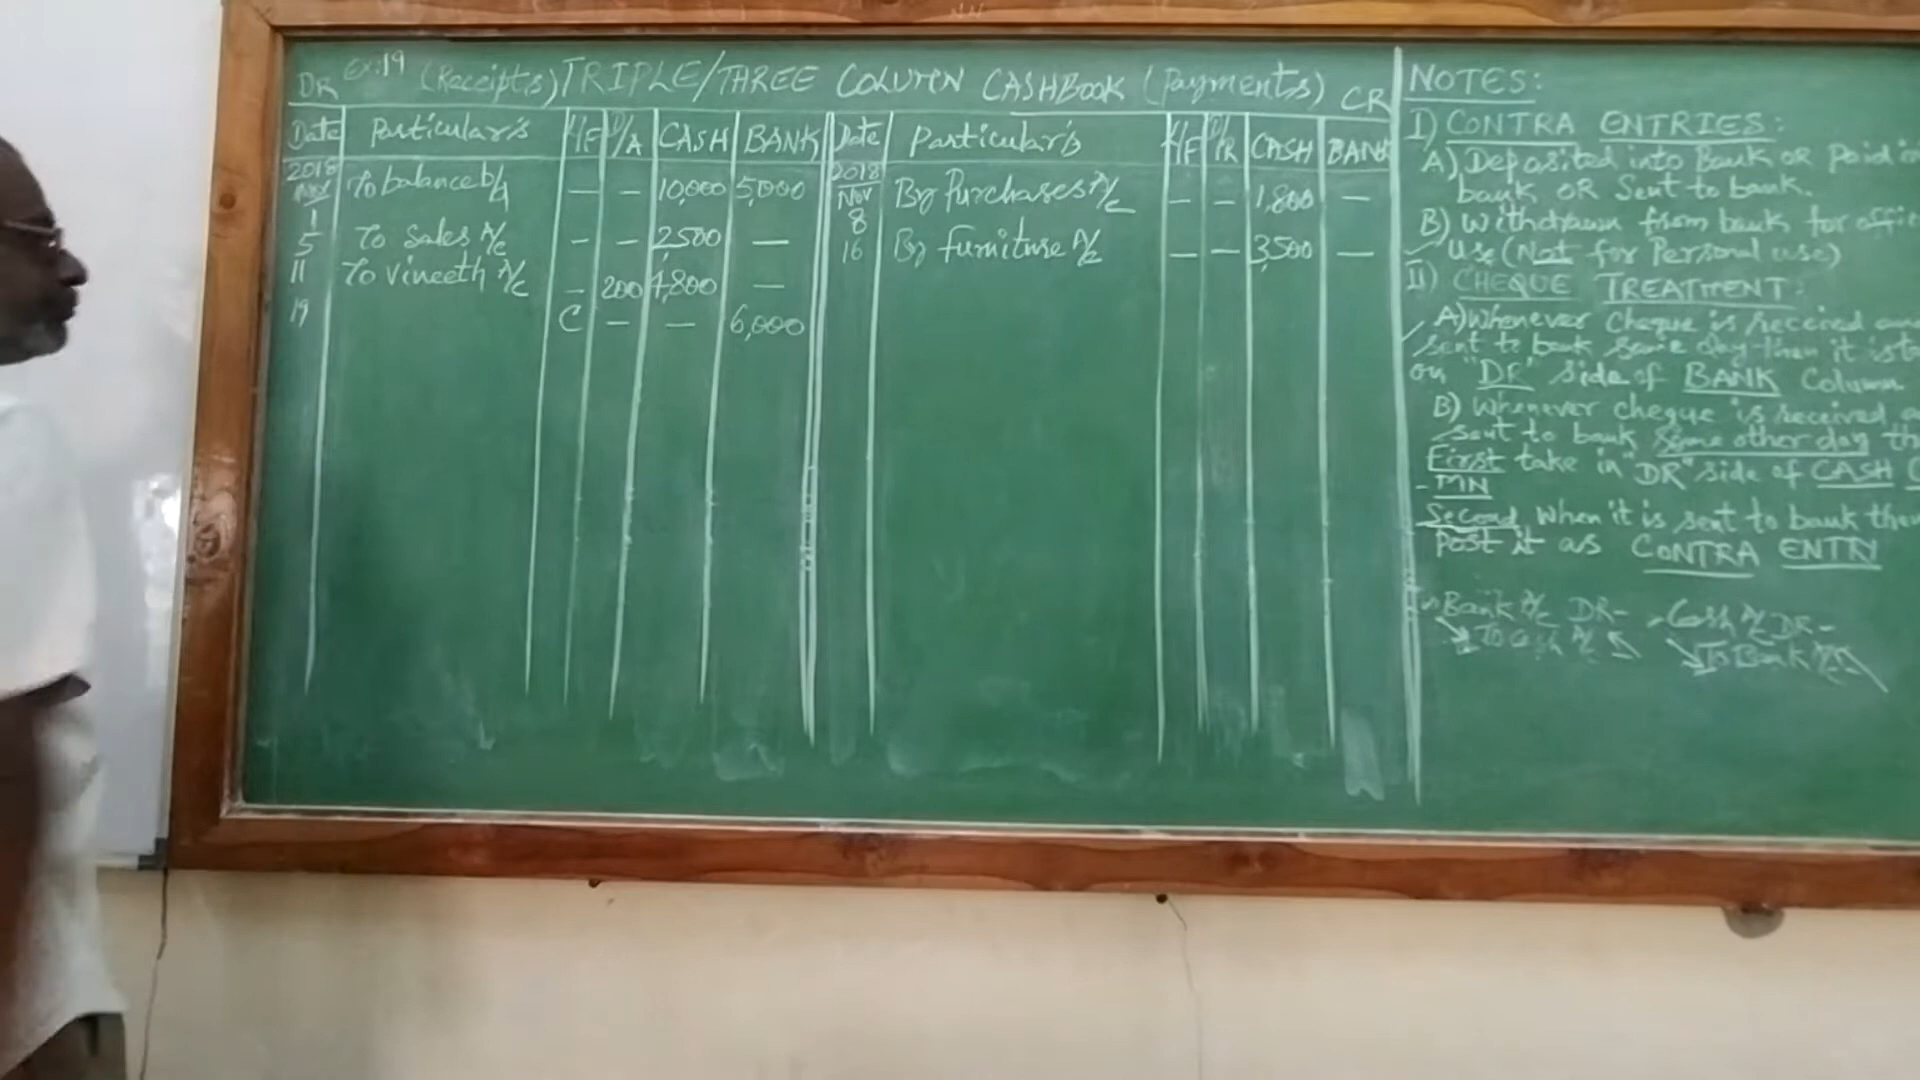 DR Ex:19 (Receipts) TRIPLE/THREE COLUMN CASHBOOK (Payments) CR
Date Particulars L/F D/A CASH BANK Date Particulars L/F D/R CASH BANK
2018 Nov 1 To balance b/d — — 10,000 5,000 2018 Nov 8 By Purchases A/c — — 1,800 —
5 To Sales A/c — — 2,500 — 16 By furniture A/c — — 3,500 —
11 To Vineeth A/c — 200 4,800 —
19 C — — 6,000
NOTES:
I) CONTRA ENTRIES:
A) Deposited into Bank OR Paid
bank OR Sent to bank.
B) Withdrawn from bank for
Use (Not for Personal use)
II) CHEQUE TREATMENT:
A) Whenever Cheque is received
sent to bank same day then it is
on "DR" side of BANK Column
B) Whenever cheque is received
sent to bank some other day
First take in "DR" side of CASH
-MN
Second When it is sent to bank then
Post it as CONTRA ENTRY
Bank A/c DR- - Cash A/c DR-
To Cash A/c To Bank A/c